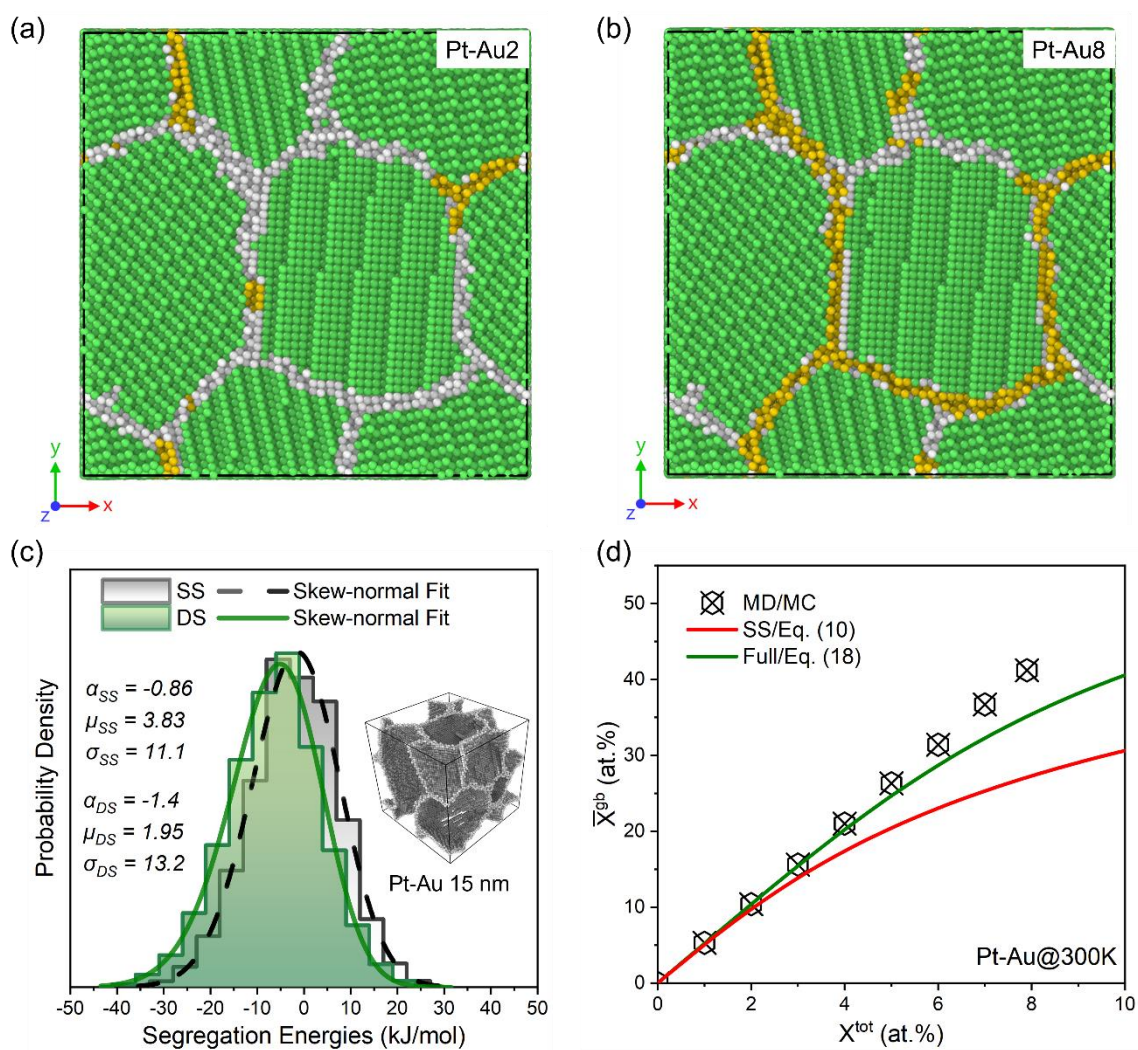 (a)
Pt-Au2
y
z
x
(b)
Pt-Au8
y
z
x
(c)
SS
Skew-normal Fit
DS
Skew-normal Fit
α_SS = -0.86
μ_SS = 3.83
σ_SS = 11.1
α_DS = -1.4
μ_DS = 1.95
σ_DS = 13.2
Pt-Au 15 nm
Probability Density
-50 -40 -30 -20 -10 0 10 20 30 40 50
Segregation Energies (kJ/mol)
(d)
MD/MC
SS/Eq. (10)
Full/Eq. (18)
50
40
30
20
10
0
X̅^gb (at.%)
Pt-Au@300K
0 2 4 6 8 10
X^tot (at.%)